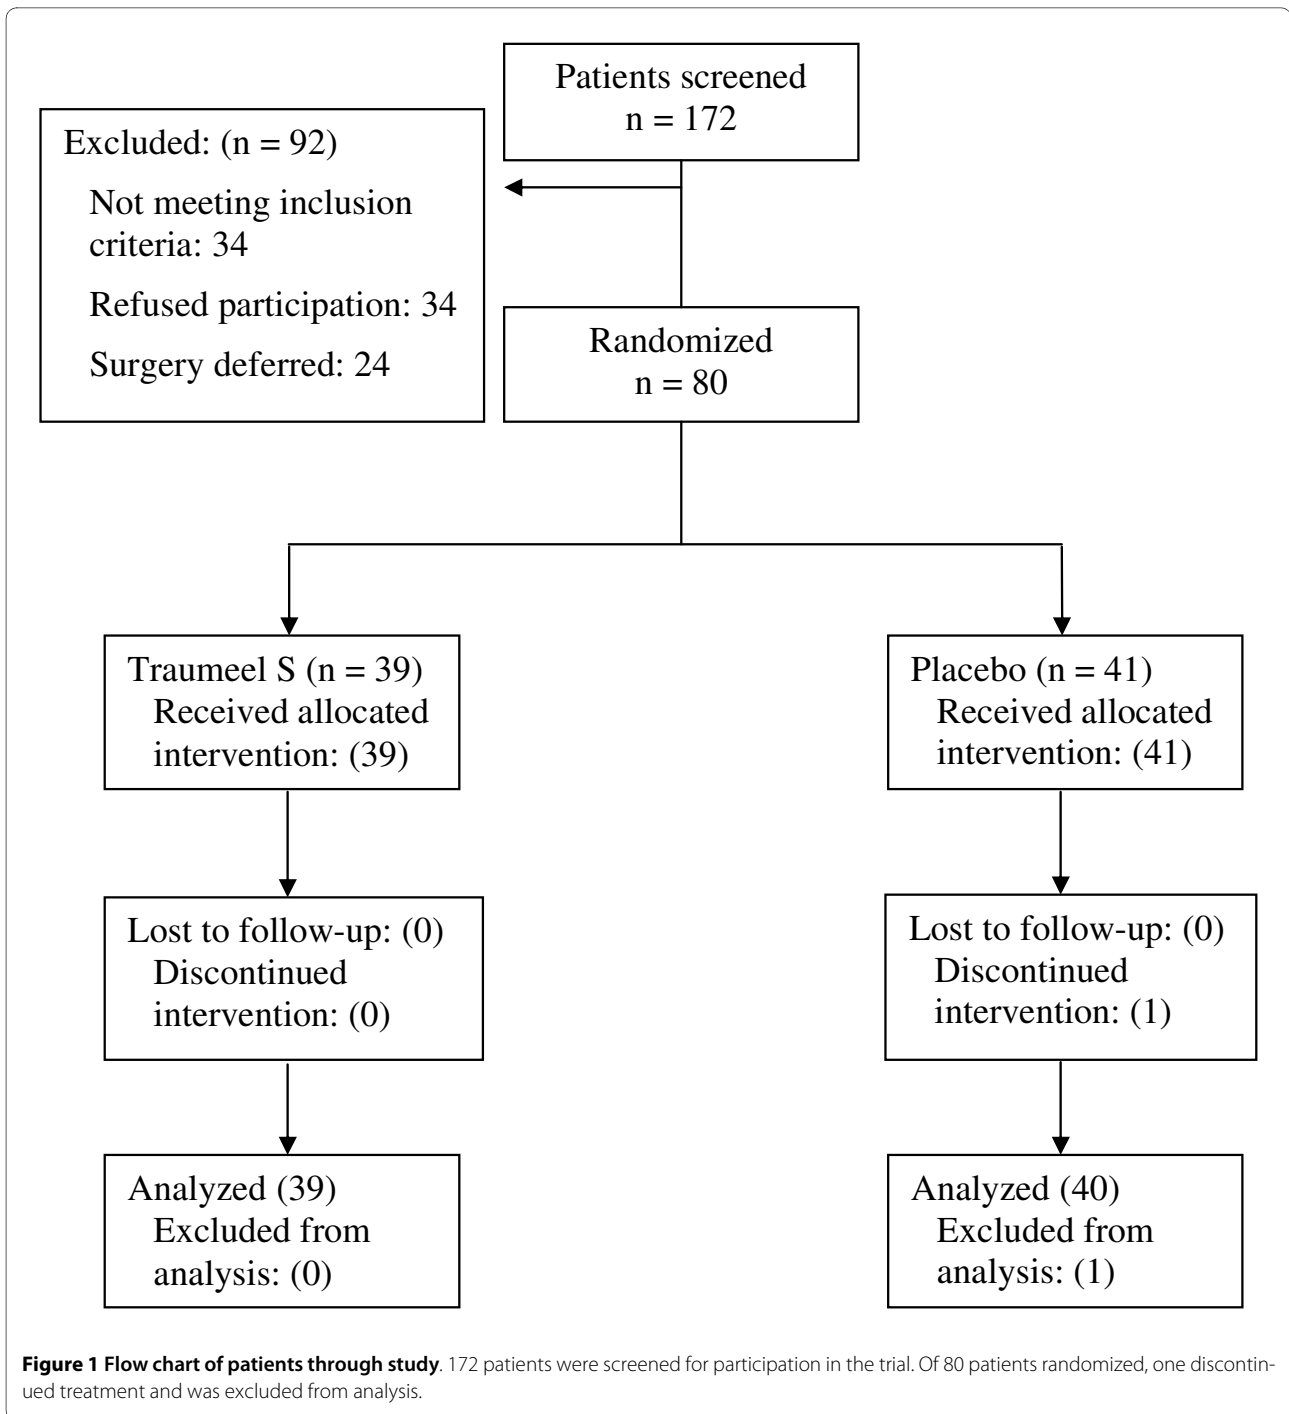 Patients screened
n = 172
Excluded: (n = 92)
Not meeting inclusion
criteria: 34
Refused participation: 34
Surgery deferred: 24
Randomized
n = 80
Traumeel S (n = 39)
Received allocated
intervention: (39)
Placebo (n = 41)
Received allocated
intervention: (41)
Lost to follow-up: (0)
Discontinued
intervention: (0)
Lost to follow-up: (0)
Discontinued
intervention: (1)
Analyzed (39)
Excluded from
analysis: (0)
Analyzed (40)
Excluded from
analysis: (1)
Figure 1 Flow chart of patients through study. 172 patients were screened for participation in the trial. Of 80 patients randomized, one discontin-
ued treatment and was excluded from analysis.